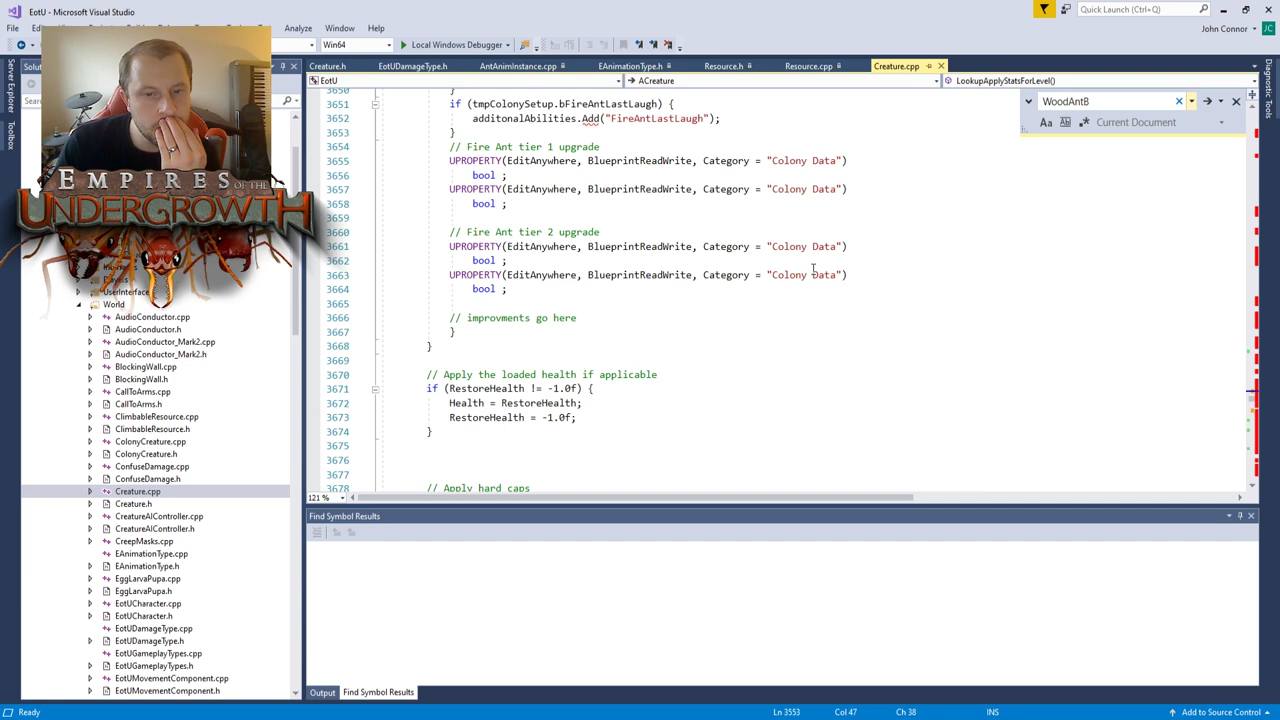 EotU - Microsoft Visual Studio
Quick Launch (Ctrl+Q)
File
Analyze
Window
Help
John Connor
JC
Win64
Local Windows Debugger
Server Explorer
Toolbox
Diagnostic Tools
Creature.h
EotUDamageType.h
AntAnimInstance.cpp
EAnimationType.h
Resource.h
Resource.cpp
Creature.cpp
EotU
ACreature
LookupApplyStatsForLevel()
WoodAntB
Current Document
3650 }
3651 if (tmpColonySetup.bFireAntLastLaugh) {
3652 additonalAbilities.Add("FireAntLastLaugh");
3653 }
3654 // Fire Ant tier 1 upgrade
3655 UPROPERTY(EditAnywhere, BlueprintReadWrite, Category = "Colony Data")
3656 bool ;
3657 UPROPERTY(EditAnywhere, BlueprintReadWrite, Category = "Colony Data")
3658 bool ;
3659
3660 // Fire Ant tier 2 upgrade
3661 UPROPERTY(EditAnywhere, BlueprintReadWrite, Category = "Colony Data")
3662 bool ;
3663 UPROPERTY(EditAnywhere, BlueprintReadWrite, Category = "Colony Data")
3664 bool ;
3665
3666 // improvments go here
3667 }
3668 }
3669
3670 // Apply the loaded health if applicable
3671 if (RestoreHealth != -1.0f) {
3672 Health = RestoreHealth;
3673 RestoreHealth = -1.0f;
3674 }
3675
3676
3677
3678 // Apply hard caps
121 %
EMPIRES OF THE
UNDERGROWTH
UserInterface
World
AudioConductor.cpp
AudioConductor.h
AudioConductor_Mark2.cpp
AudioConductor_Mark2.h
BlockingWall.cpp
BlockingWall.h
CallToArms.cpp
CallToArms.h
ClimbableResource.cpp
ClimbableResource.h
ColonyCreature.cpp
ColonyCreature.h
ConfuseDamage.cpp
ConfuseDamage.h
Creature.cpp
Creature.h
CreatureAIController.cpp
CreatureAIController.h
CreepMasks.cpp
EAnimationType.cpp
EAnimationType.h
EggLarvaPupa.cpp
EggLarvaPupa.h
EotUCharacter.cpp
EotUCharacter.h
EotUDamageType.cpp
EotUDamageType.h
EotUGameplayTypes.cpp
EotUGameplayTypes.h
EotUMovementComponent.cpp
EotUMovementComponent.h
Find Symbol Results
Output
Find Symbol Results
Ready
Ln 3553
Col 47
Ch 38
INS
Add to Source Control